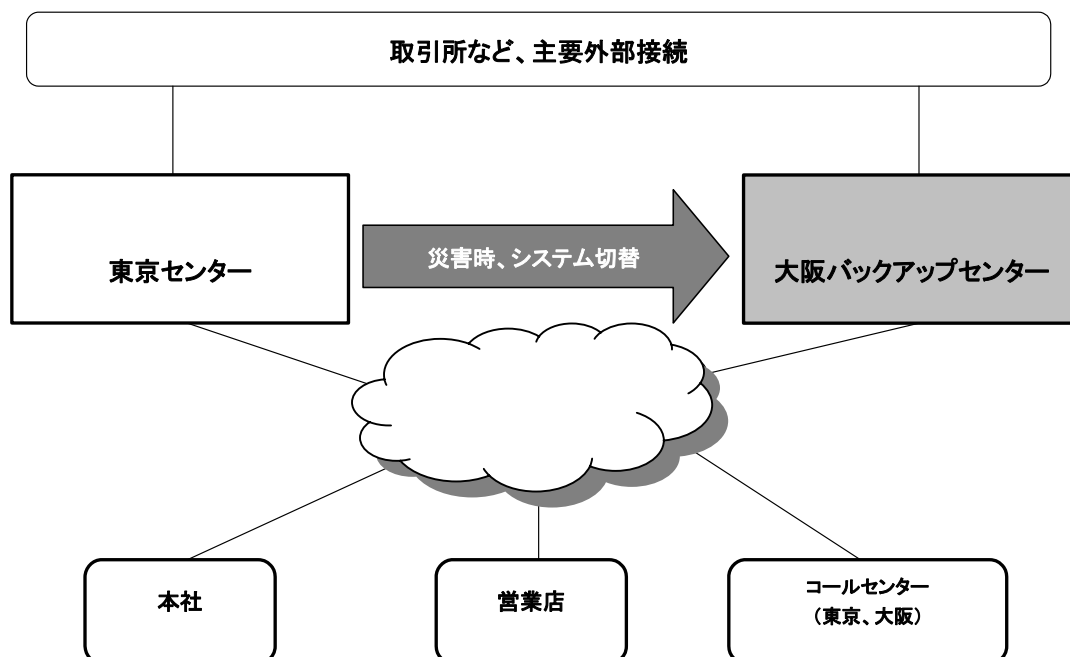 取引所など、主要外部接続
東京センター
災害時、システム切替
大阪バックアップセンター
本社
営業店
コールセンター
（東京、大阪）